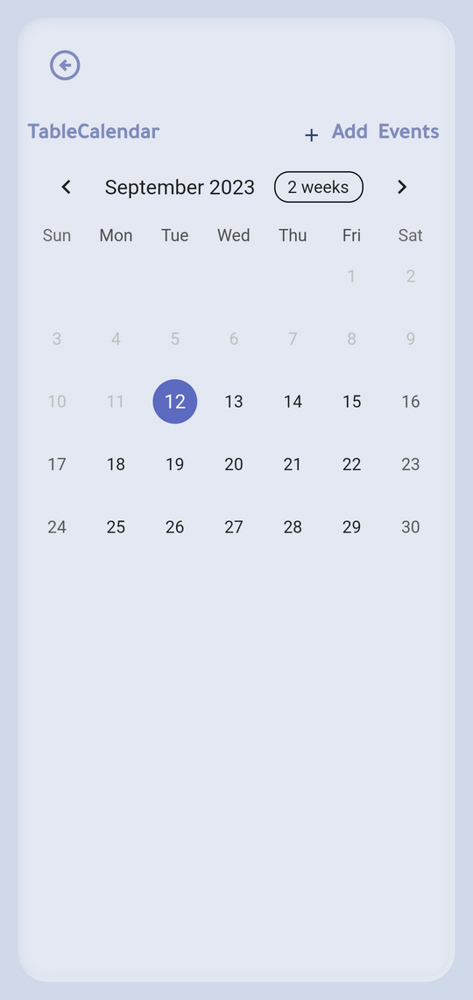 TableCalendar + Add Events
September 2023 2 weeks
Sun Mon Tue Wed Thu Fri Sat
1 2
3 4 5 6 7 8 9
10 11 12 13 14 15 16
17 18 19 20 21 22 23
24 25 26 27 28 29 30